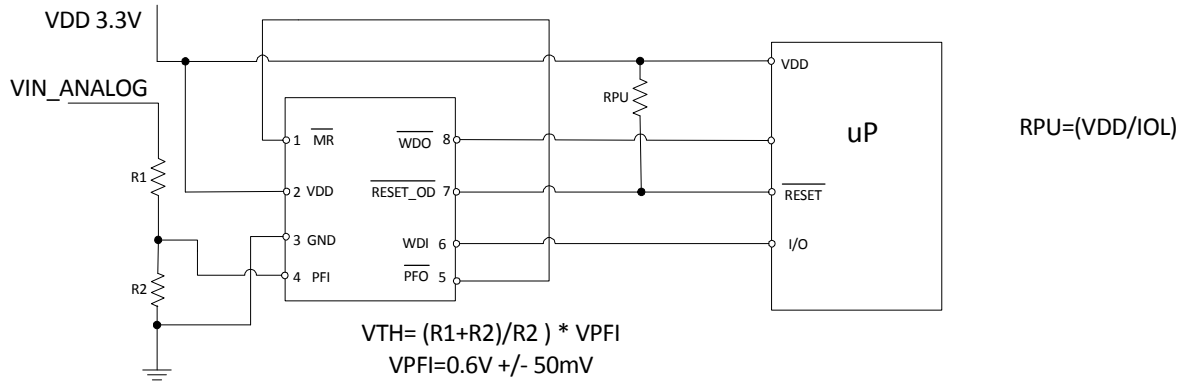 VDD 3.3V
VIN_ANALOG
R1
R2
1 MR
2 VDD
3 GND
4 PFI
WDO 8
RESET_OD 7
WDI 6
PFO 5
RPU
VDD
uP
RESET
I/O
RPU=(VDD/IOL)
VTH= (R1+R2)/R2 ) * VPFI
VPFI=0.6V +/- 50mV